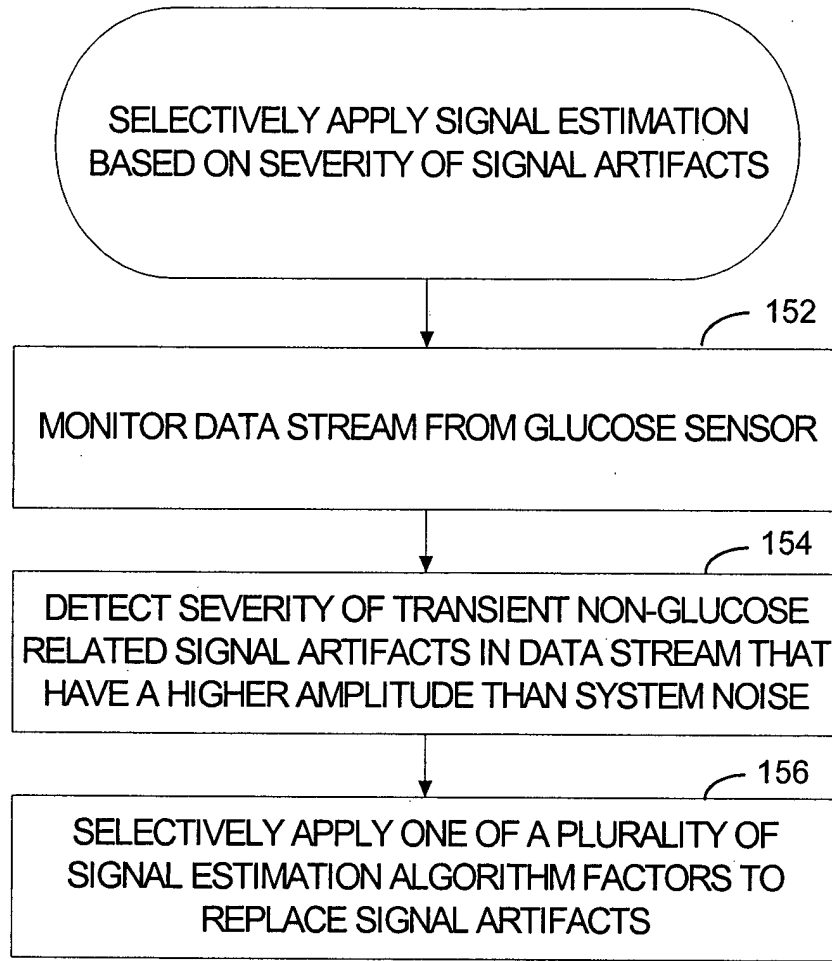 SELECTIVELY APPLY SIGNAL ESTIMATION
BASED ON SEVERITY OF SIGNAL ARTIFACTS
152
MONITOR DATA STREAM FROM GLUCOSE SENSOR
154
DETECT SEVERITY OF TRANSIENT NON-GLUCOSE
RELATED SIGNAL ARTIFACTS IN DATA STREAM THAT
HAVE A HIGHER AMPLITUDE THAN SYSTEM NOISE
156
SELECTIVELY APPLY ONE OF A PLURALITY OF
SIGNAL ESTIMATION ALGORITHM FACTORS TO
REPLACE SIGNAL ARTIFACTS